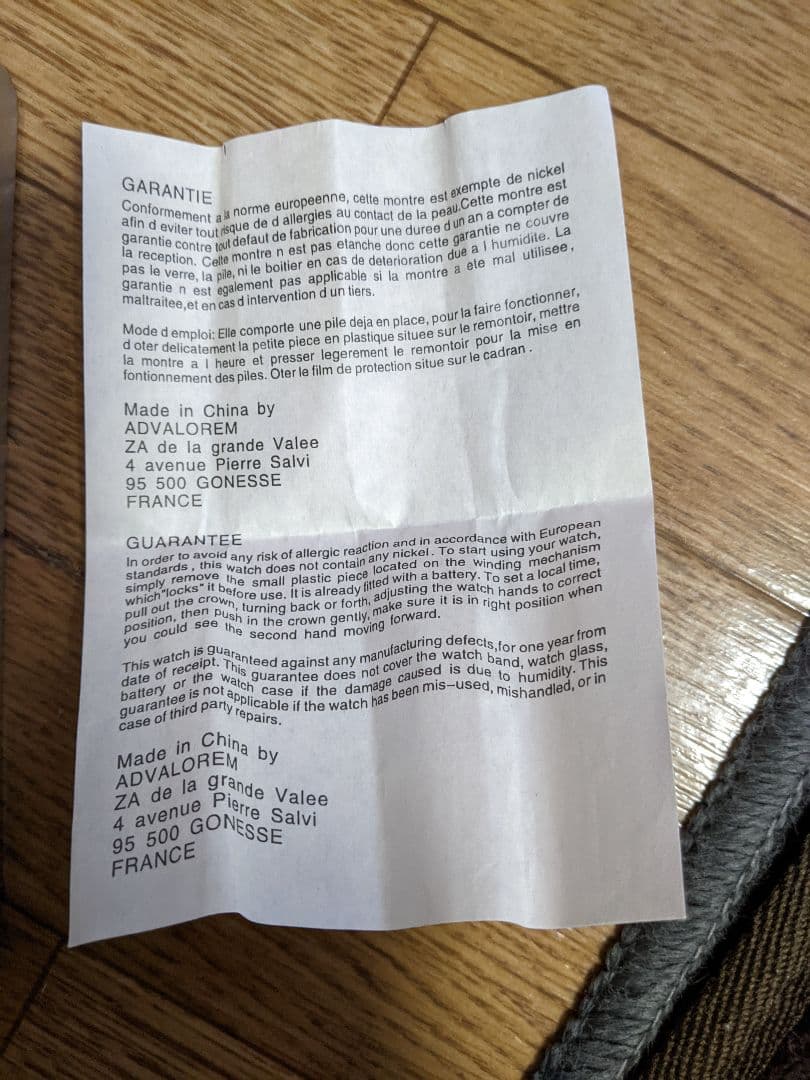 GARANTIE
Conformement a la norme europeenne, cette montre est exempte de nickel
afin d eviter tout risque de d allergies au contact de la peau.Cette montre est
garantie contre tout defaut de fabrication pour une duree d un an a compter de
la reception. Cette montre n est pas etanche donc cette garantie ne couvre
pas le verre, la pile, ni le boitier en cas de deterioration due a l humidite. La
garantie n est egalement pas applicable si la montre a ete mal utilisee,
maltraitee,et en cas d intervention d un tiers.
Mode d emploi: Elle comporte une pile deja en place, pour la faire fonctionner,
d oter delicatement la petite piece en plastique situee sur le remontoir, mettre
la montre a l heure et presser legerement le remontoir pour la mise en
fontionnement des piles. Oter le film de protection situe sur le cadran.
Made in China by
ADVALOREM
ZA de la grande Valee
4 avenue Pierre Salvi
95 500 GONESSE
FRANCE
GUARANTEE
In order to avoid any risk of allergic reaction and in accordance with European
standards, this watch does not contain any nickel. To start using your watch,
simply remove the small plastic piece located on the winding mechanism
which"locks" it before use. It is already fitted with a battery. To set a local time,
pull out the crown, turning back or forth, adjusting the watch hands to correct
position, then push in the crown gently, make sure it is in right position when
you could see the second hand moving forward.
This watch is guaranteed against any manufacturing defects,for one year from
date of receipt. This guarantee does not cover the watch band, watch glass,
battery or the watch case if the damage caused is due to humidity. This
guarantee is not applicable if the watch has been mis-used, mishandled, or in
case of third party repairs.
Made in China by
ADVALOREM
ZA de la grande Valee
4 avenue Pierre Salvi
95 500 GONESSE
FRANCE